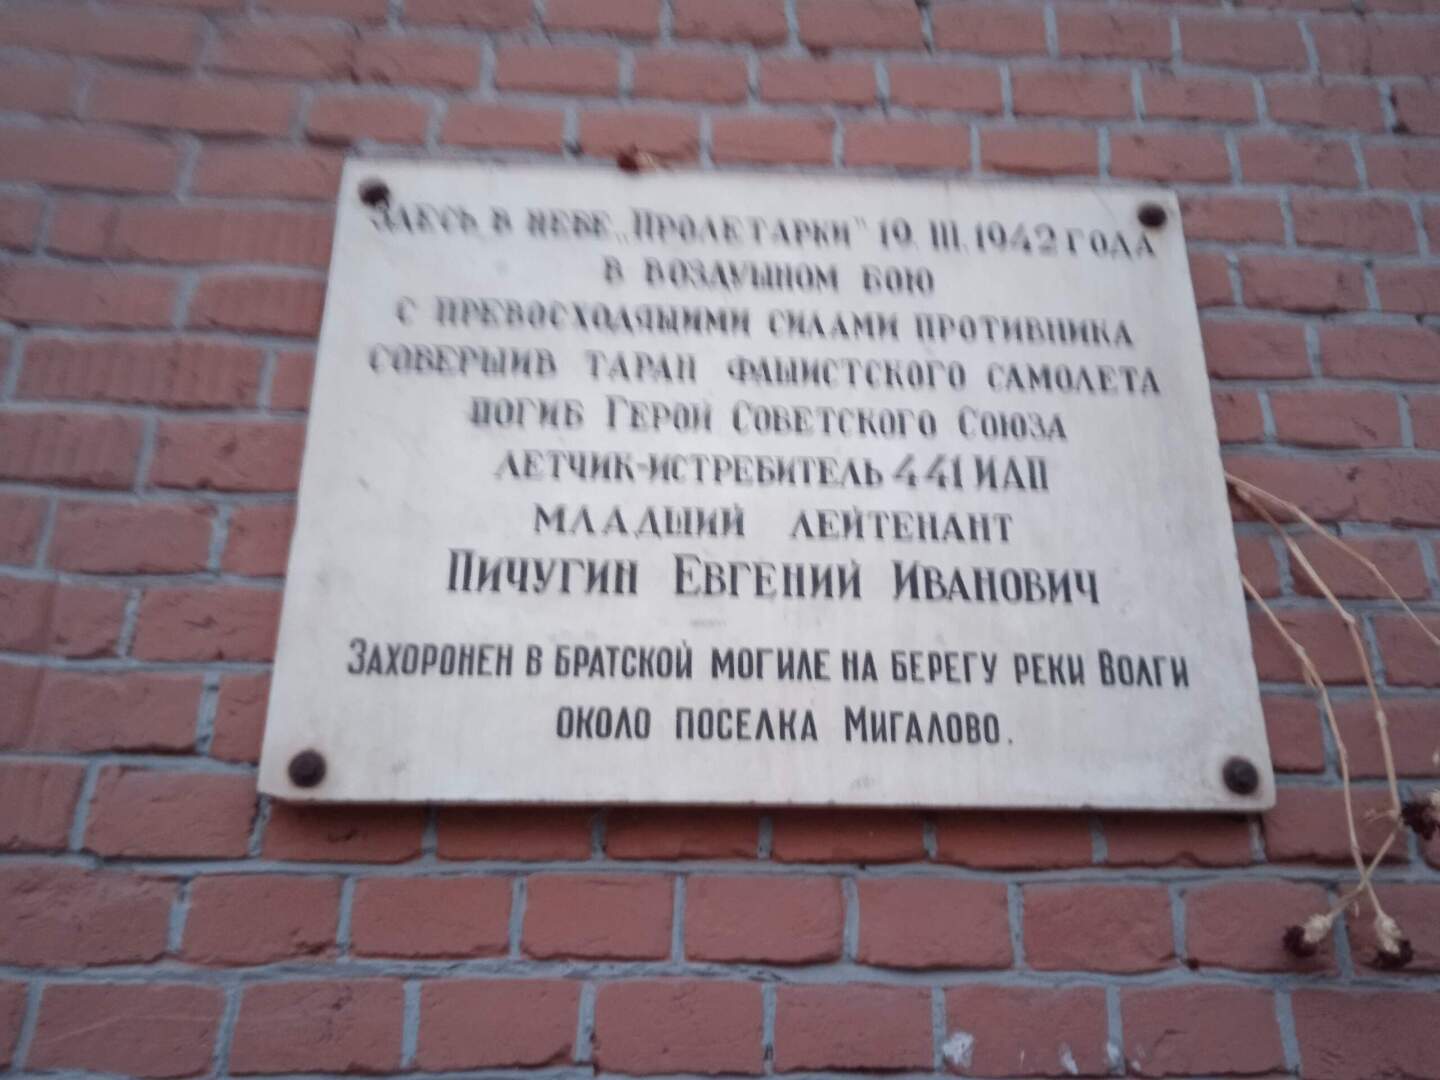 Здесь в небе „Пролетарки" 19. III. 1942 года
в воздушном бою
с превосходящими силами противника
совершив таран фашистского самолета
погиб Герой Советского Союза
летчик-истребитель 441 ИАП
младший лейтенант
Пичугин Евгений Иванович
Захоронен в братской могиле на берегу реки Волги
около поселка Мигалово.